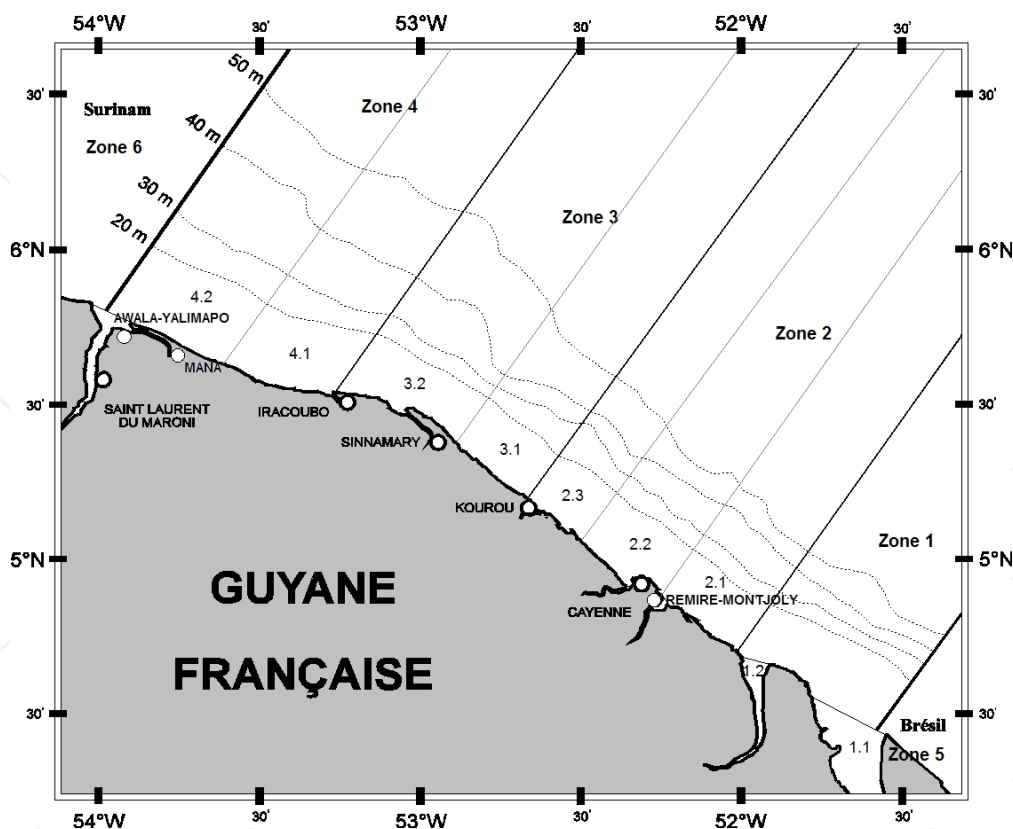 54°W
30'
53°W
30'
52°W
30'
50 m
30'
30'
Surinam
Zone 4
40 m
Zone 6
30 m
Zone 3
20 m
6°N
6°N
4.2
AWALA-YALIMAPO
Zone 2
4.1
MANA
3.2
30'
30'
SAINT LAURENT
DU MARONI
IRACOUBO
SINNAMARY
3.1
2.3
KOUROU
2.2
Zone 1
5°N
5°N
2.1
GUYANE
FRANÇAISE
CAYENNE
REMIRE-MONTJOLY
1.2
30'
30'
Brésil
1.1
Zone 5
54°W
30'
53°W
30'
52°W
30'